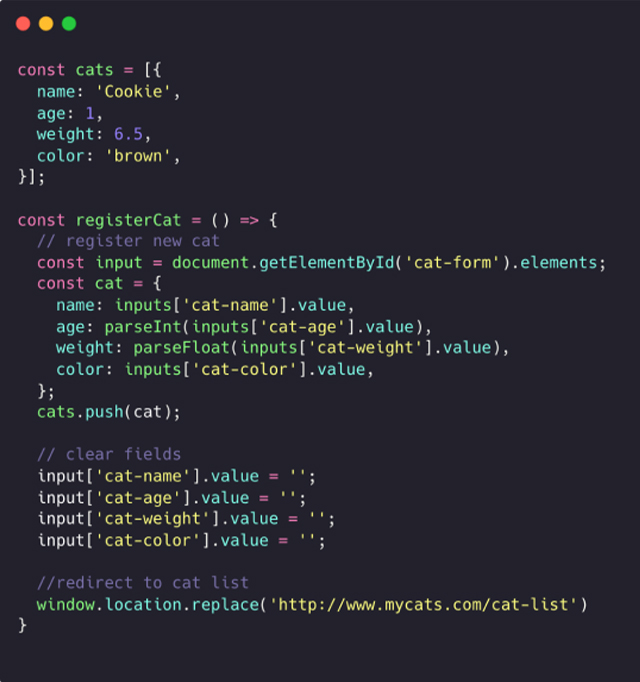 const cats = [{
  name: 'Cookie',
  age: 1,
  weight: 6.5,
  color: 'brown',
}];

const registerCat = () => {
  // register new cat
  const input = document.getElementById('cat-form').elements;
  const cat = {
    name: inputs['cat-name'].value,
    age: parseInt(inputs['cat-age'].value),
    weight: parseFloat(inputs['cat-weight'].value),
    color: inputs['cat-color'].value,
  };
  cats.push(cat);

  // clear fields
  input['cat-name'].value = '';
  input['cat-age'].value = '';
  input['cat-weight'].value = '';
  input['cat-color'].value = '';

  //redirect to cat list
  window.location.replace('http://www.mycats.com/cat-list')
}